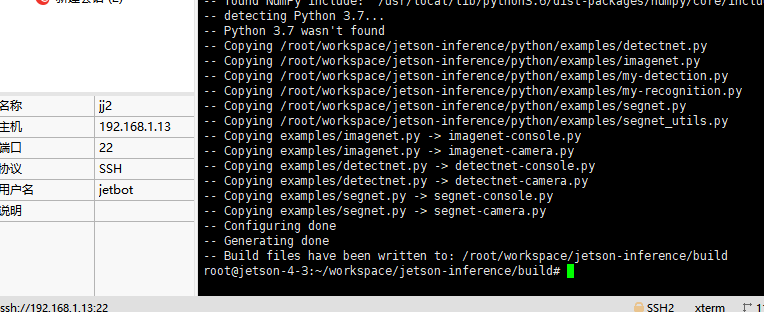 新建会话 (2)
名称 jj2
主机 192.168.1.13
端口 22
协议 SSH
用户名 jetbot
说明
-- found NumPy include: /usr/local/lib/python3.6/dist-packages/numpy/core/inclu
-- detecting Python 3.7...
-- Python 3.7 wasn't found
-- Copying /root/workspace/jetson-inference/python/examples/detectnet.py
-- Copying /root/workspace/jetson-inference/python/examples/imagenet.py
-- Copying /root/workspace/jetson-inference/python/examples/my-detection.py
-- Copying /root/workspace/jetson-inference/python/examples/my-recognition.py
-- Copying /root/workspace/jetson-inference/python/examples/segnet.py
-- Copying /root/workspace/jetson-inference/python/examples/segnet_utils.py
-- Copying examples/imagenet.py -> imagenet-console.py
-- Copying examples/imagenet.py -> imagenet-camera.py
-- Copying examples/detectnet.py -> detectnet-console.py
-- Copying examples/detectnet.py -> detectnet-camera.py
-- Copying examples/segnet.py -> segnet-console.py
-- Copying examples/segnet.py -> segnet-camera.py
-- Configuring done
-- Generating done
-- Build files have been written to: /root/workspace/jetson-inference/build
root@jetson-4-3:~/workspace/jetson-inference/build#
ssh://192.168.1.13:22 SSH2 xterm